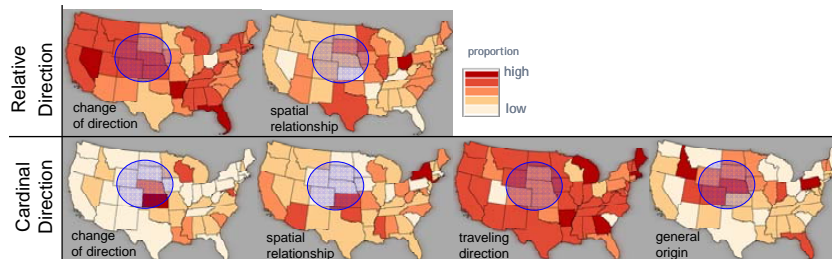 Relative
Direction
change
of direction
spatial
relationship
proportion
high
low
Cardinal
Direction
change
of direction
spatial
relationship
traveling
direction
general
origin